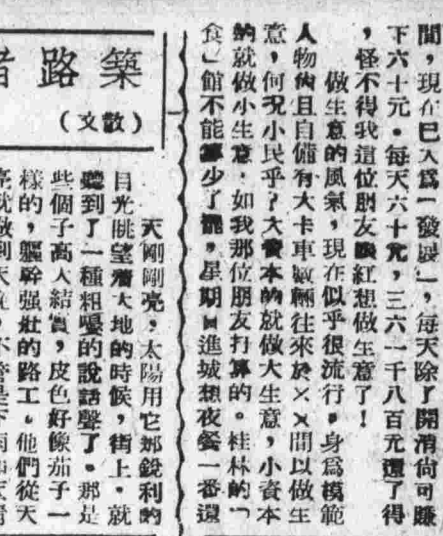 間，現在已大爲「發展」，每天除了開消尙可賺
下六十元。每天六十元，三六一千八百元還了得
，怪不得我這位朋友眼紅想做生意了！
做生意的風氣，現在似乎很流行。身爲模範
人物的且自備有大卡車數輛往來於××間以做生
意，何況小民乎？大資本的就做大生意，小資本
的就做小生意，如我那位朋友打算的。桂林的「
食」館不能算少了罷，星期日進城想夜餐一番還
築路者
（散文）
天剛剛亮，太陽用它那銳利的
目光眺望着大地的時候，街上，就
聽到了一種粗嗄的說話聲了。那是
些個子高大結實，皮色好像茄子一
樣的，軀幹强壯的路工。他們從天